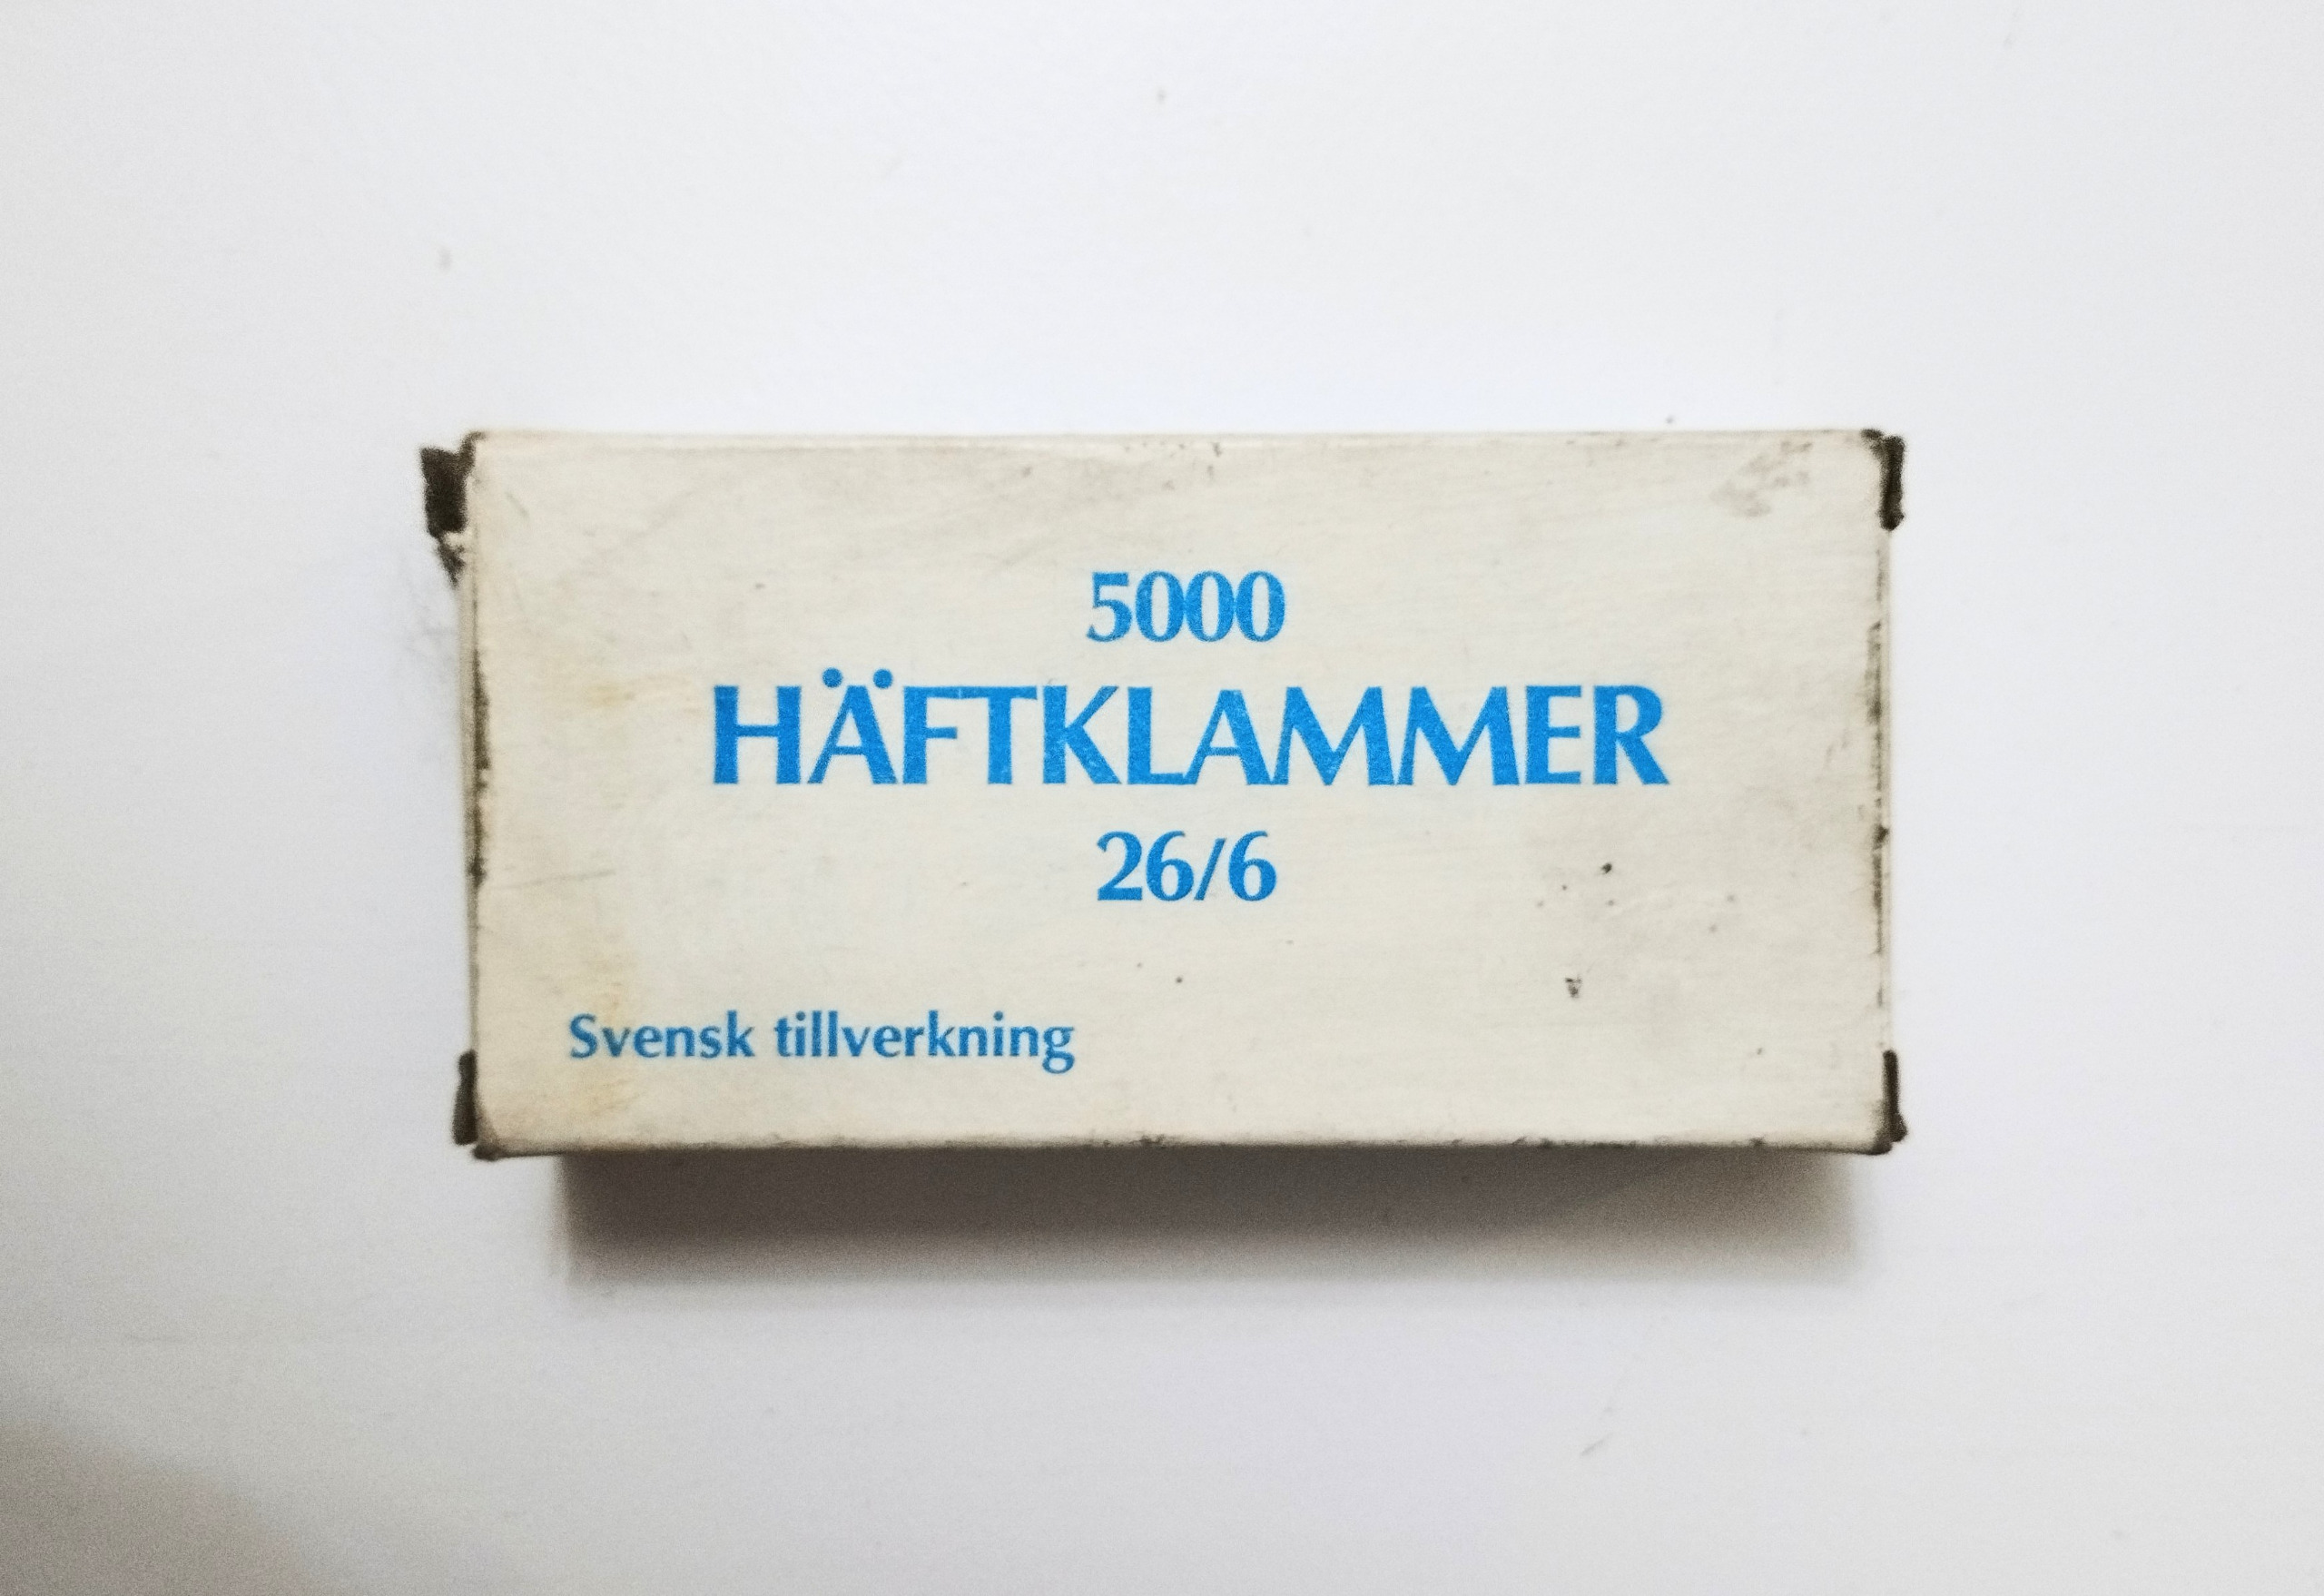 5000
HÄFTKLAMMER
26/6
Svensk tillverkning